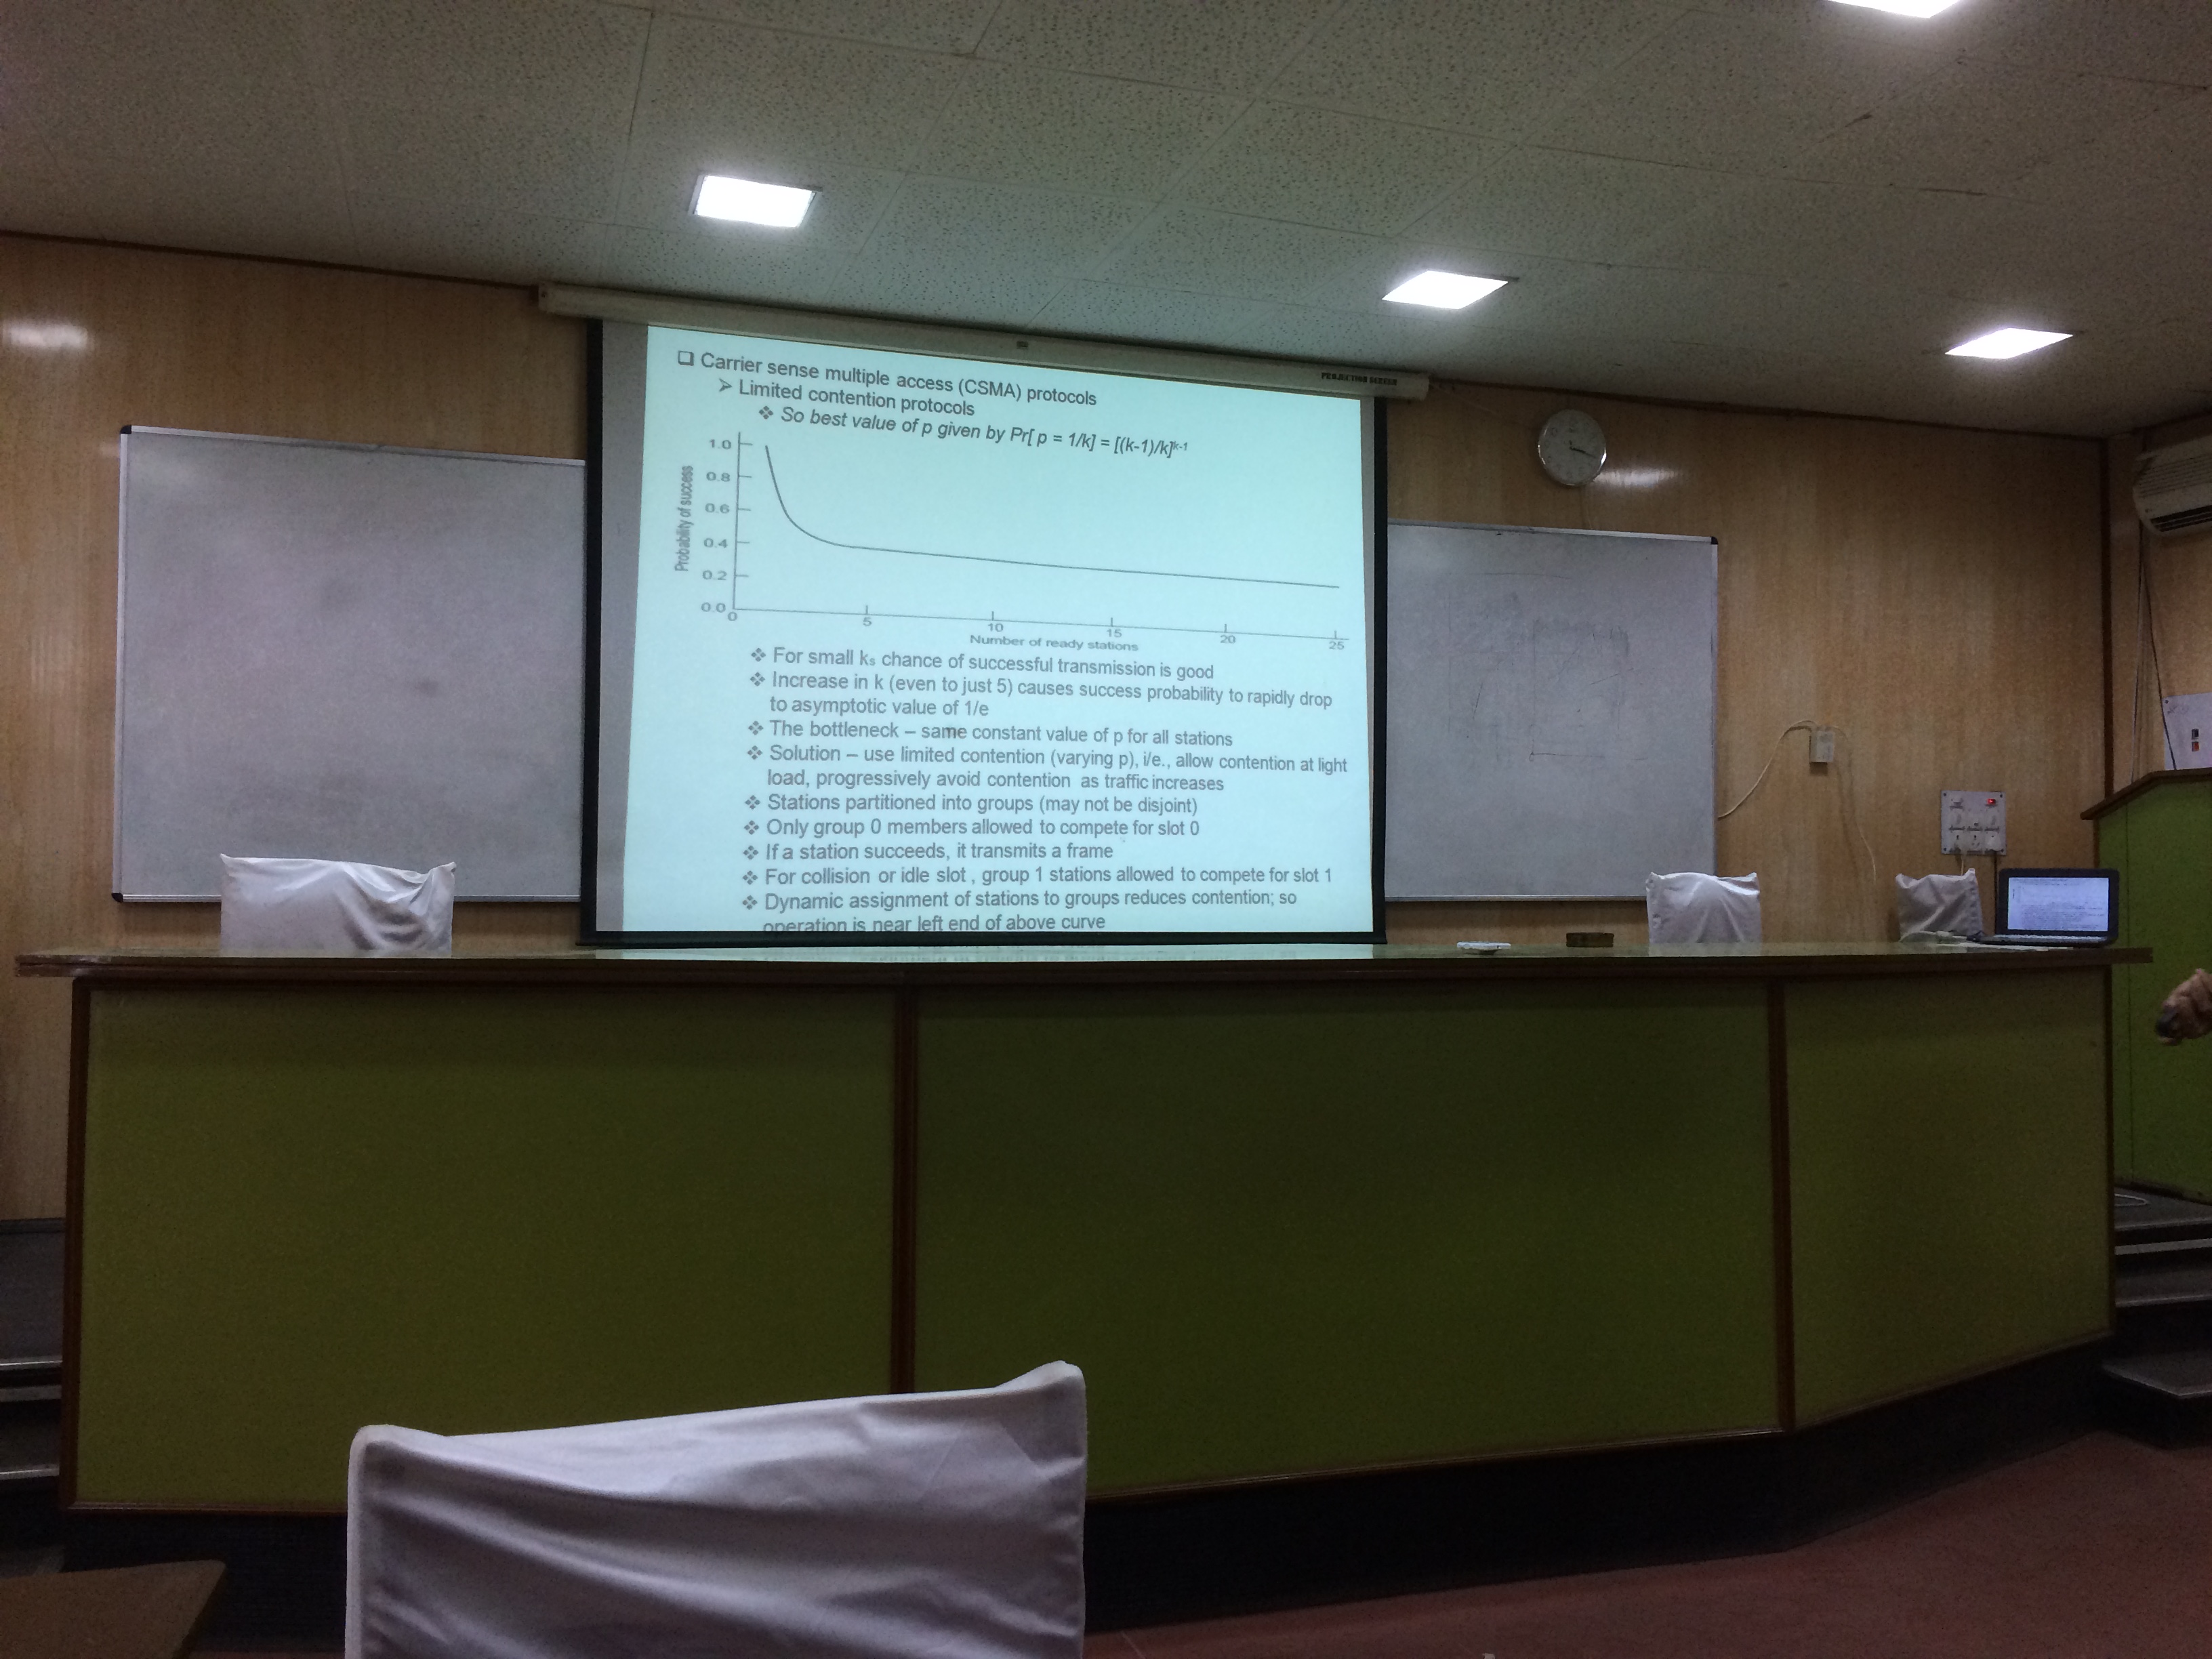 PROJECTION SCREEN
❑ Carrier sense multiple access (CSMA) protocols
➢ Limited contention protocols
❖ So best value of p given by Pr[ p = 1/k] = [(k-1)/k]ᵏ⁻¹
1.0
0.8
0.6
0.4
0.2
0.0
Probability of success
0 5 10 15 20 25
Number of ready stations
❖ For small kₛ chance of successful transmission is good
❖ Increase in k (even to just 5) causes success probability to rapidly drop
to asymptotic value of 1/e
❖ The bottleneck – same constant value of p for all stations
❖ Solution – use limited contention (varying p), i/e., allow contention at light
load, progressively avoid contention as traffic increases
❖ Stations partitioned into groups (may not be disjoint)
❖ Only group 0 members allowed to compete for slot 0
❖ If a station succeeds, it transmits a frame
❖ For collision or idle slot , group 1 stations allowed to compete for slot 1
❖ Dynamic assignment of stations to groups reduces contention; so
operation is near left end of above curve